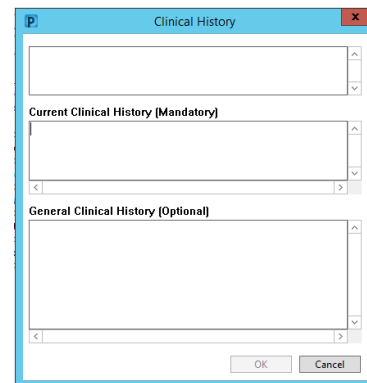 P
Clinical History
x
Current Clinical History (Mandatory)
General Clinical History (Optional)
OK Cancel